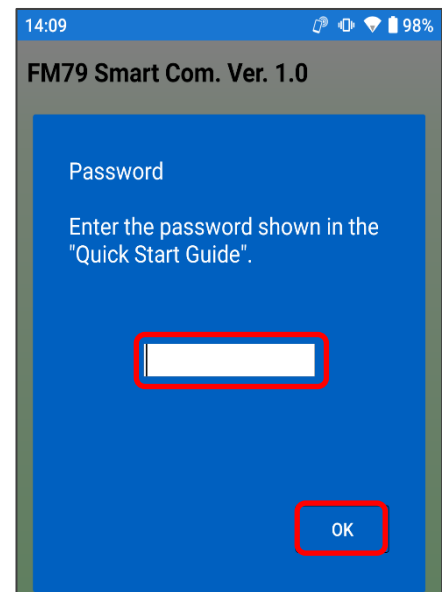 14:09 98%
FM79 Smart Com. Ver. 1.0
Password
Enter the password shown in the
"Quick Start Guide".
OK